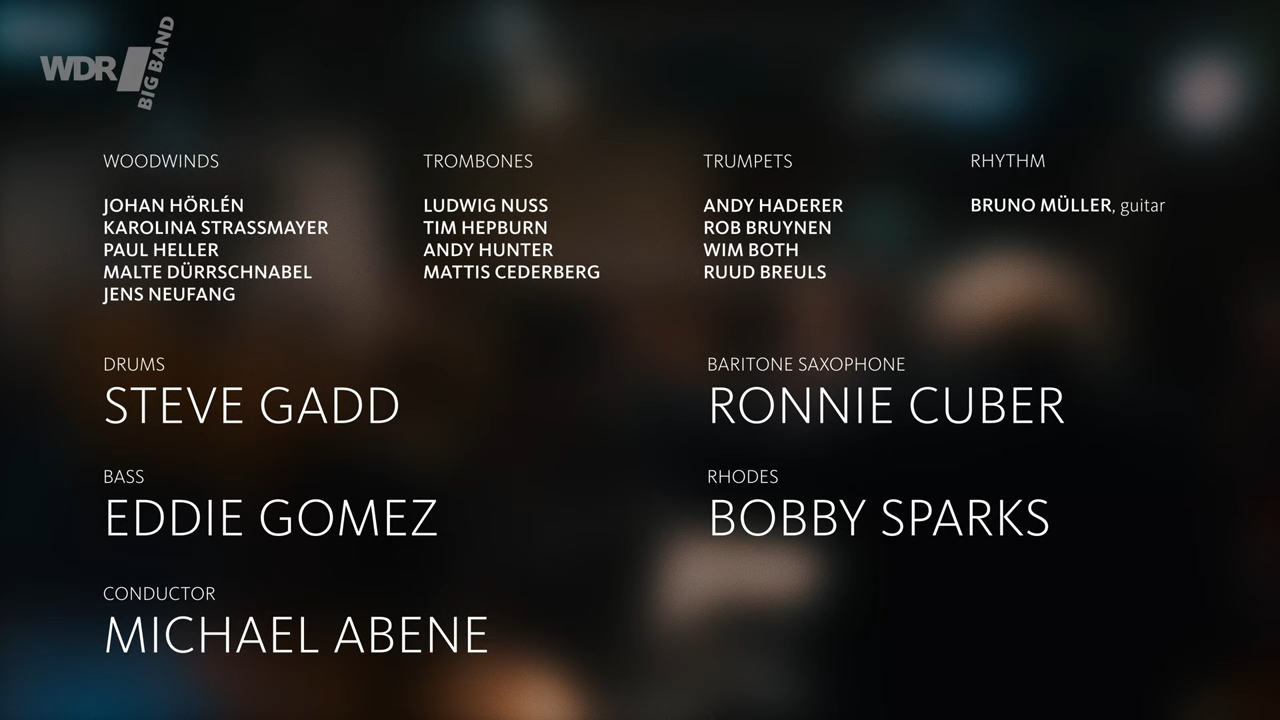 WDR BIG BAND
WOODWINDS
JOHAN HÖRLÉN
KAROLINA STRASSMAYER
PAUL HELLER
MALTE DÜRRSCHNABEL
JENS NEUFANG
TROMBONES
LUDWIG NUSS
TIM HEPBURN
ANDY HUNTER
MATTIS CEDERBERG
TRUMPETS
ANDY HADERER
ROB BRUYNEN
WIM BOTH
RUUD BREULS
RHYTHM
BRUNO MÜLLER, guitar
DRUMS
STEVE GADD
BARITONE SAXOPHONE
RONNIE CUBER
BASS
EDDIE GOMEZ
RHODES
BOBBY SPARKS
CONDUCTOR
MICHAEL ABENE